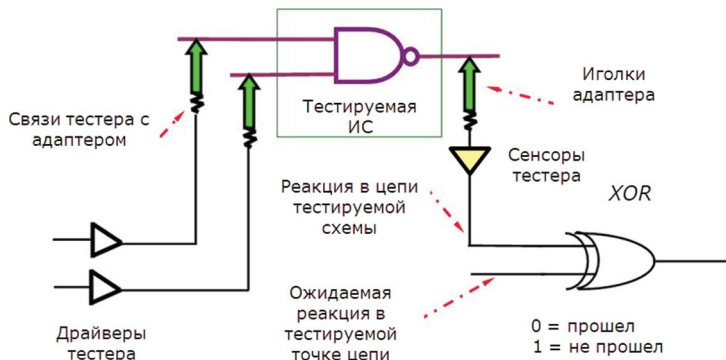 Связи тестера с
адаптером
Тестируемая
ИС
Иголки
адаптера
Сенсоры
тестера
Реакция в цепи
тестируемой
схемы
XOR
Ожидаемая
реакция в
тестируемой
точке цепи
Драйверы
тестера
0 = прошел
1 = не прошел